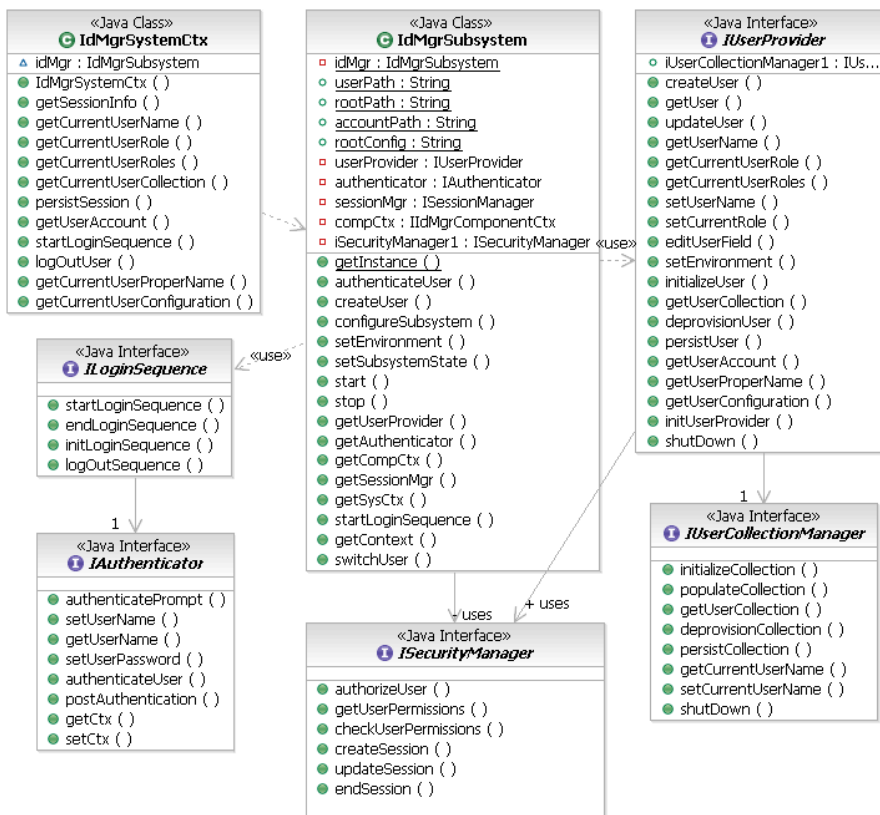 «Java Class»
IdMgrSystemCtx
idMgr : IdMgrSubsystem
IdMgrSystemCtx ( )
getSessionInfo ( )
getCurrentUserName ( )
getCurrentUserRole ( )
getCurrentUserRoles ( )
getCurrentUserCollection ( )
persistSession ( )
getUserAccount ( )
startLoginSequence ( )
logOutUser ( )
getCurrentUserProperName ( )
getCurrentUserConfiguration ( )
«Java Class»
IdMgrSubsystem
idMgr : IdMgrSubsystem
userPath : String
rootPath : String
accountPath : String
rootConfig : String
userProvider : IUserProvider
authenticator : IAuthenticator
sessionMgr : ISessionManager
compCtx : IIdMgrComponentCtx
iSecurityManager1 : ISecurityManager
getInstance ( )
authenticateUser ( )
createUser ( )
configureSubsystem ( )
setEnvironment ( )
setSubsystemState ( )
start ( )
stop ( )
getUserProvider ( )
getAuthenticator ( )
getCompCtx ( )
getSessionMgr ( )
getSysCtx ( )
startLoginSequence ( )
getContext ( )
switchUser ( )
«use»
«Java Interface»
IUserProvider
iUserCollectionManager1 : IUs...
createUser ( )
getUser ( )
updateUser ( )
getUserName ( )
getCurrentUserRole ( )
getCurrentUserRoles ( )
setUserName ( )
setCurrentRole ( )
editUserField ( )
setEnvironment ( )
initializeUser ( )
getUserCollection ( )
deprovisionUser ( )
persistUser ( )
getUserAccount ( )
getUserProperName ( )
getUserConfiguration ( )
initUserProvider ( )
shutDown ( )
«use»
«Java Interface»
ILoginSequence
startLoginSequence ( )
endLoginSequence ( )
initLoginSequence ( )
logOutSequence ( )
1
«Java Interface»
IAuthenticator
authenticatePrompt ( )
setUserName ( )
getUserName ( )
setUserPassword ( )
authenticateUser ( )
postAuthentication ( )
getCtx ( )
setCtx ( )
- uses
+ uses
«Java Interface»
ISecurityManager
authorizeUser ( )
getUserPermissions ( )
checkUserPermissions ( )
createSession ( )
updateSession ( )
endSession ( )
1
«Java Interface»
IUserCollectionManager
initializeCollection ( )
populateCollection ( )
getUserCollection ( )
deprovisionCollection ( )
persistCollection ( )
getCurrentUserName ( )
setCurrentUserName ( )
shutDown ( )